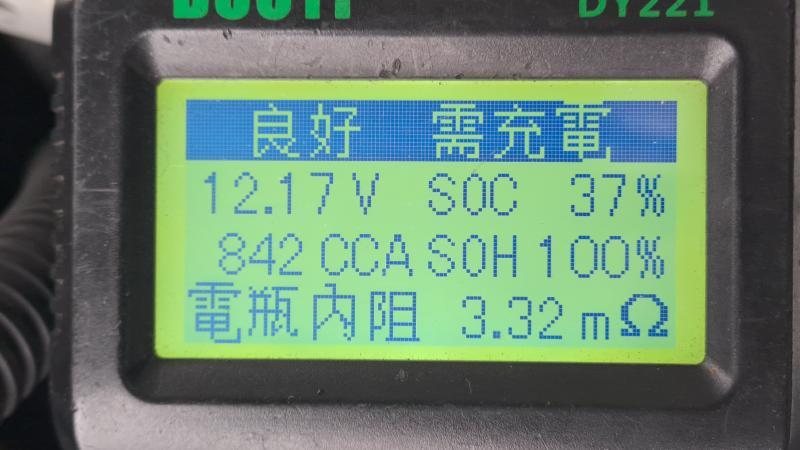 DY221
良好 需充電
12.17V SOC 37%
842 CCA SOH 100%
電瓶內阻 3.32 mΩ